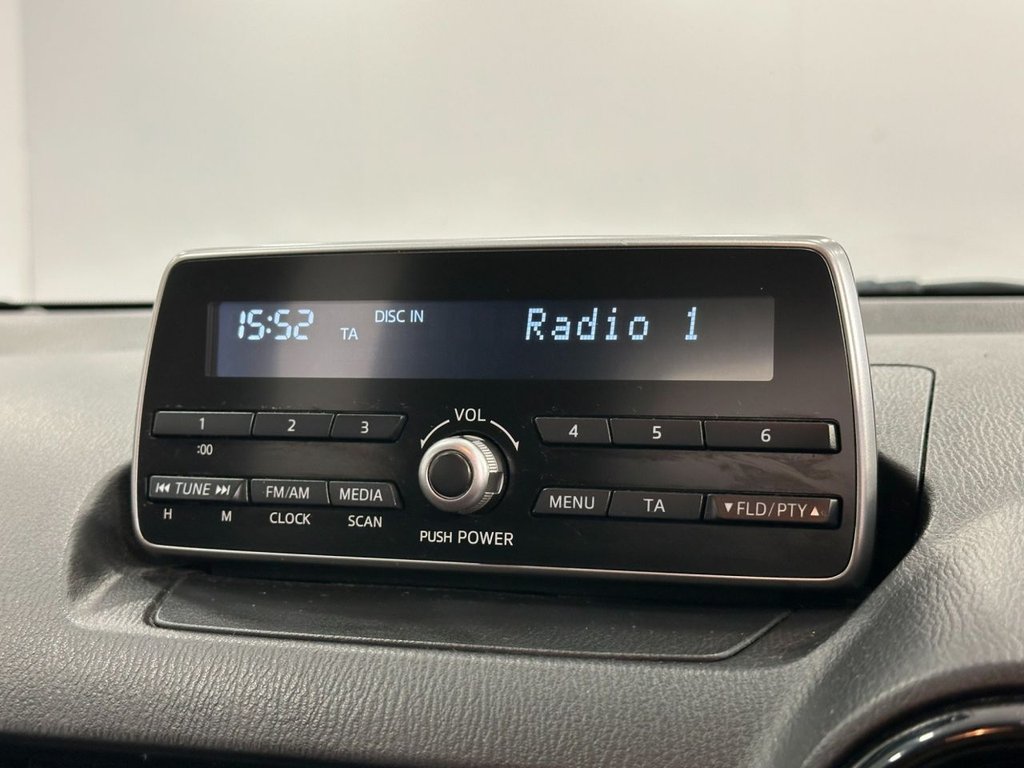 15:52 TA DISC IN Radio 1
VOL
1 2 3 4 5 6
:00
⏮ TUNE ⏭ FM/AM MEDIA MENU TA ▼FLD/PTY▲
H M CLOCK SCAN
PUSH POWER